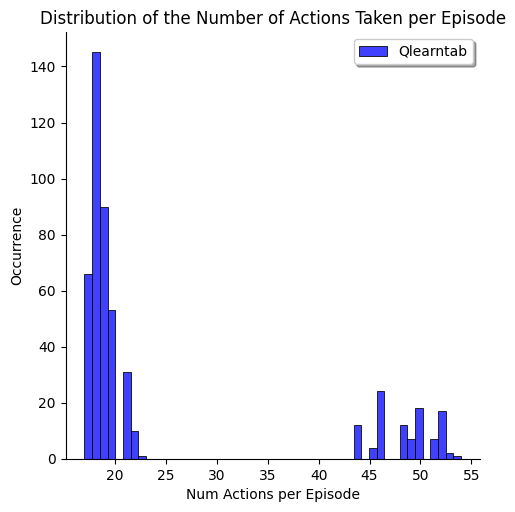 Distribution of the Number of Actions Taken per Episode
Qlearntab
Occurrence
140
120
100
80
60
40
20
0
20 25 30 35 40 45 50 55
Num Actions per Episode